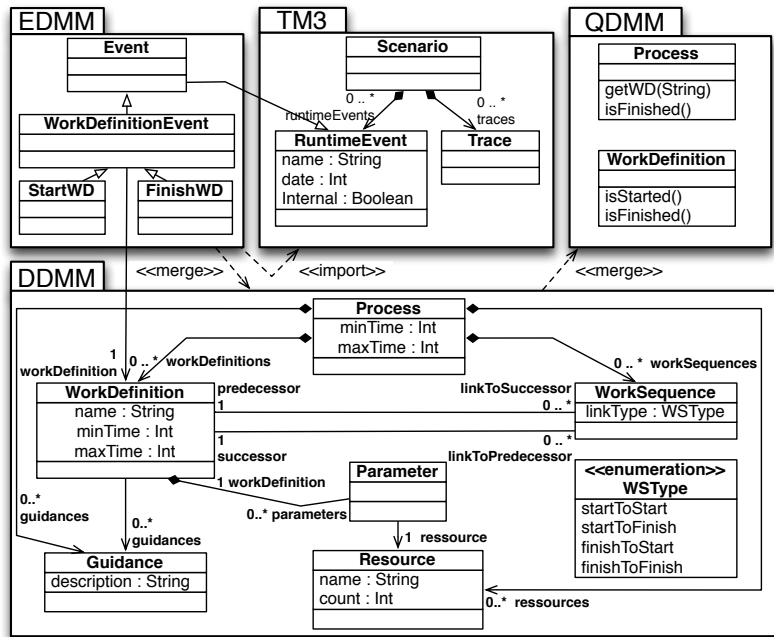 EDMM
Event
WorkDefinitionEvent
StartWD
FinishWD
TM3
Scenario
0 .. *
runtimeEvents
0 .. *
traces
RuntimeEvent
name : String
date : Int
Internal : Boolean
Trace
QDMM
Process
getWD(String)
isFinished()
WorkDefinition
isStarted()
isFinished()
<<merge>>
<<import>>
<<merge>>
DDMM
Process
minTime : Int
maxTime : Int
1
workDefinition
0 .. * workDefinitions
0 .. * workSequences
WorkDefinition
name : String
minTime : Int
maxTime : Int
predecessor
1
linkToSuccessor
0 .. *
1
successor
0 .. *
linkToPredecessor
WorkSequence
linkType : WSType
1 workDefinition
0..* parameters
Parameter
<<enumeration>>
WSType
startToStart
startToFinish
finishToStart
finishToFinish
0..*
guidances
0..*
guidances
1 ressource
Guidance
description : String
Resource
name : String
count : Int
0..* ressources